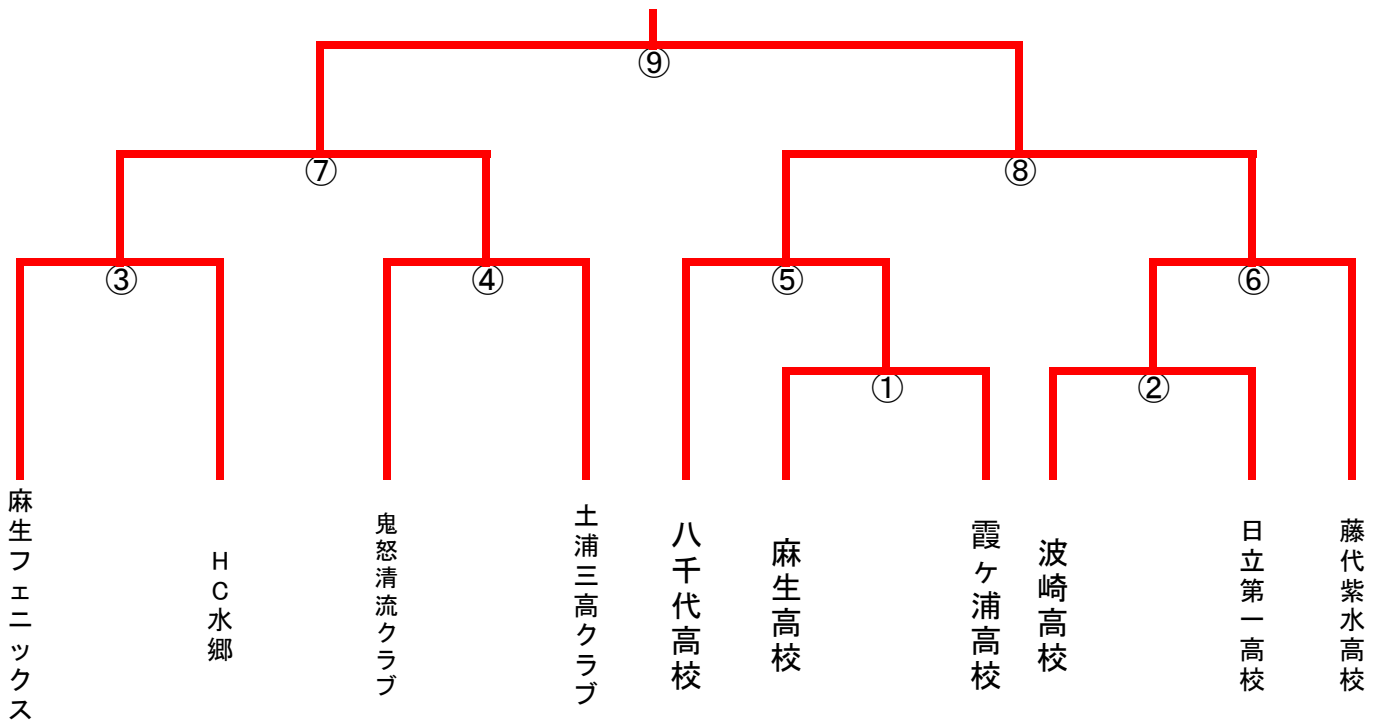 ⑨
⑦
⑧
③
④
⑤
⑥
①
②
麻生フェニックス
HC水郷
鬼怒清流クラブ
土浦三高クラブ
八千代高校
麻生高校
霞ヶ浦高校
波崎高校
日立第一高校
藤代紫水高校